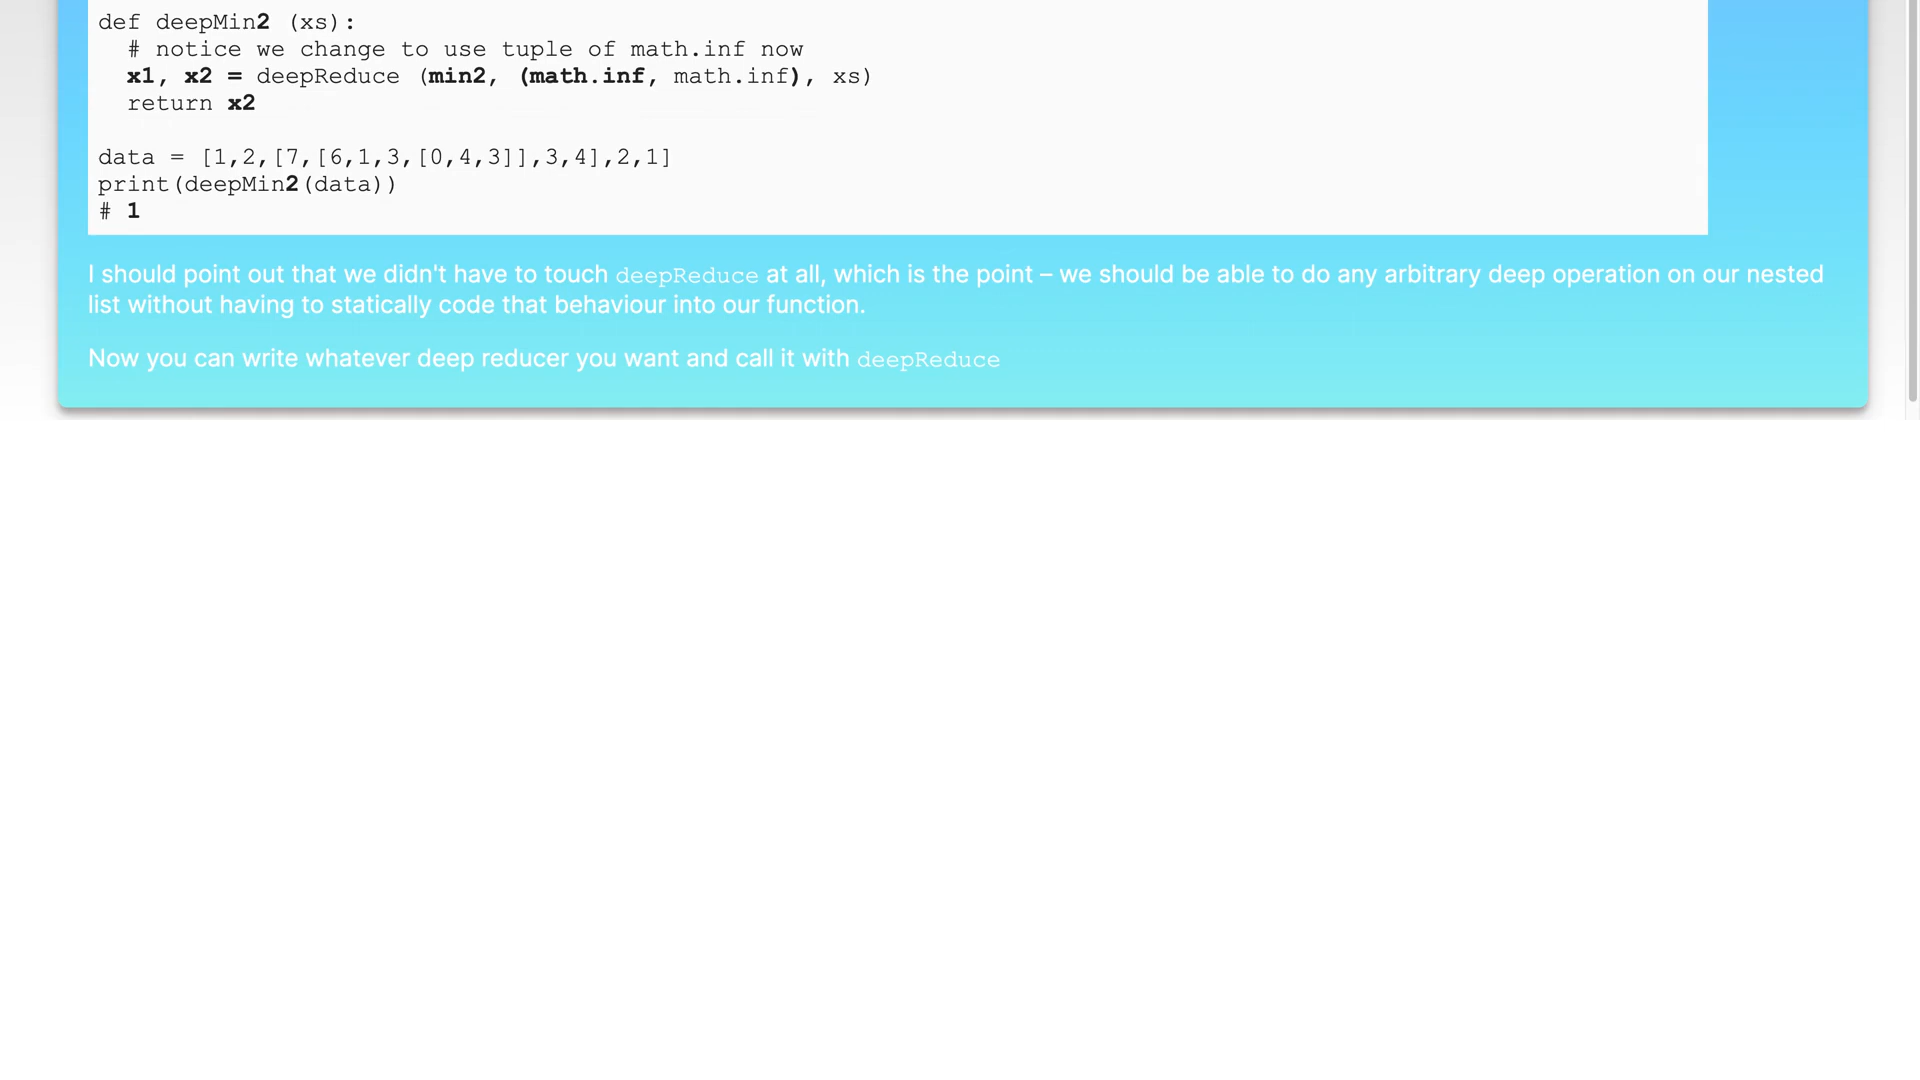 def deepMin2 (xs):
  # notice we change to use tuple of math.inf now
  x1, x2 = deepReduce (min2, (math.inf, math.inf), xs)
  return x2

data = [1,2,[7,[6,1,3,[0,4,3]],3,4],2,1]
print(deepMin2(data))
# 1
I should point out that we didn't have to touch deepReduce at all, which is the point – we should be able to do any arbitrary deep operation on our nested
list without having to statically code that behaviour into our function.
Now you can write whatever deep reducer you want and call it with deepReduce